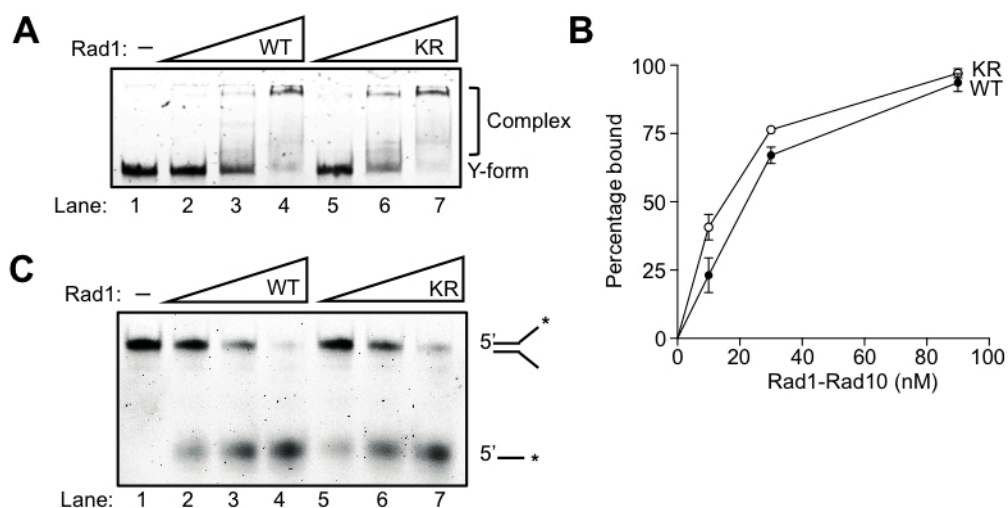 A
Rad1: – WT KR
Complex
Y-form
Lane: 1 2 3 4 5 6 7
B
100
75
50
25
0
Percentage bound
KR
WT
0 20 40 60 80 100
Rad1-Rad10 (nM)
C
Rad1: – WT KR
5' *
5' *
Lane: 1 2 3 4 5 6 7